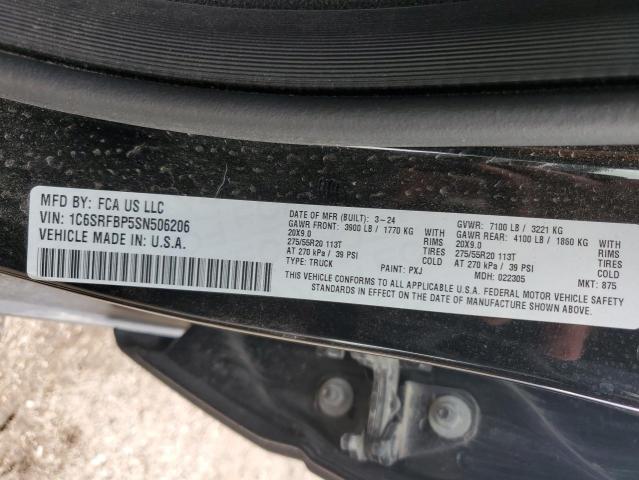 MFD BY: FCA US LLC
VIN: 1C6SRFBP5SN506206
VEHICLE MADE IN: U.S.A.
DATE OF MFR (BUILT): 3-24 GVWR: 7100 LB / 3221 KG
GAWR FRONT: 3900 LB / 1770 KG WITH GAWR REAR: 4100 LB / 1860 KG WITH
20X9.0 RIMS 20X9.0 RIMS
275/55R20 113T TIRES 275/55R20 113T TIRES
AT 270 kPa / 39 PSI COLD AT 270 kPa / 39 PSI COLD
TYPE: TRUCK PAINT: PXJ MDH: 022305 MKT: 875
THIS VEHICLE CONFORMS TO ALL APPLICABLE U.S.A. FEDERAL MOTOR VEHICLE SAFETY
STANDARDS IN EFFECT ON THE DATE OF MANUFACTURE SHOWN ABOVE.